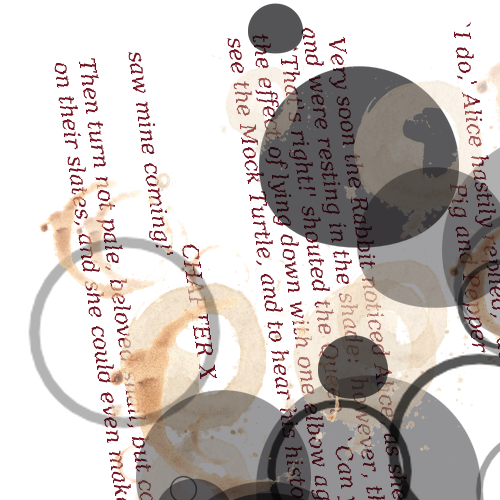 `I do,' Alice hastily
Pig and pepper
Very soon the Rabbit noticed Alice as she
and were resting in the shade: however, th
`That's right!' shouted the Queen. `Can y
the effect of lying down with one elbow ag
see the Mock Turtle, and to hear his histo
CHAPTER X
saw mine coming!'
Then turn not pale, beloved snail, but co
on their slates, and she could even mak